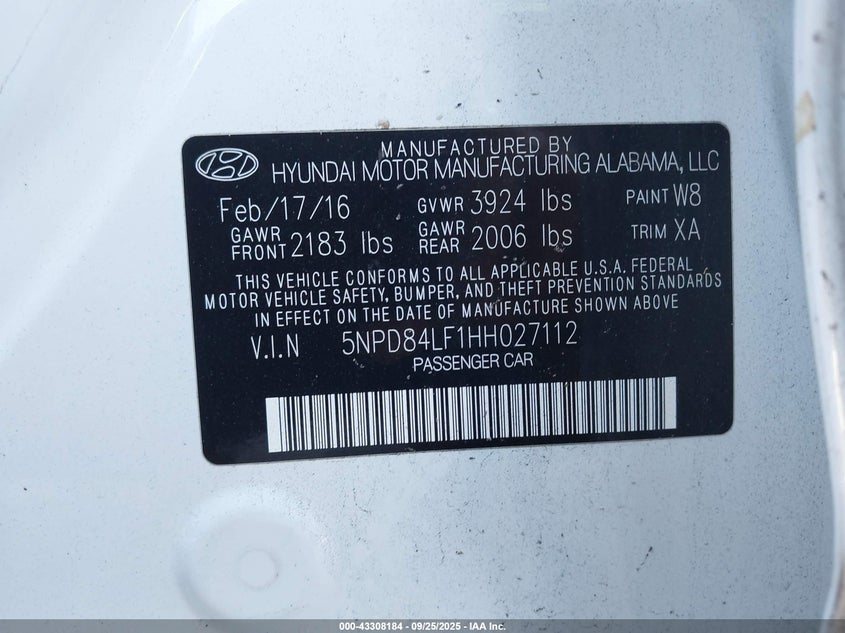 MANUFACTURED BY
HYUNDAI MOTOR MANUFACTURING ALABAMA, LLC
Feb/17/16 GVWR 3924 lbs PAINT W8
GAWR FRONT 2183 lbs GAWR REAR 2006 lbs TRIM XA
THIS VEHICLE CONFORMS TO ALL APPLICABLE U.S.A. FEDERAL
MOTOR VEHICLE SAFETY, BUMPER, AND THEFT PREVENTION STANDARDS
IN EFFECT ON THE DATE OF MANUFACTURE SHOWN ABOVE
V.I.N 5NPD84LF1HH027112
PASSENGER CAR
000-43308184 - 09/25/2025 - IAA Inc.